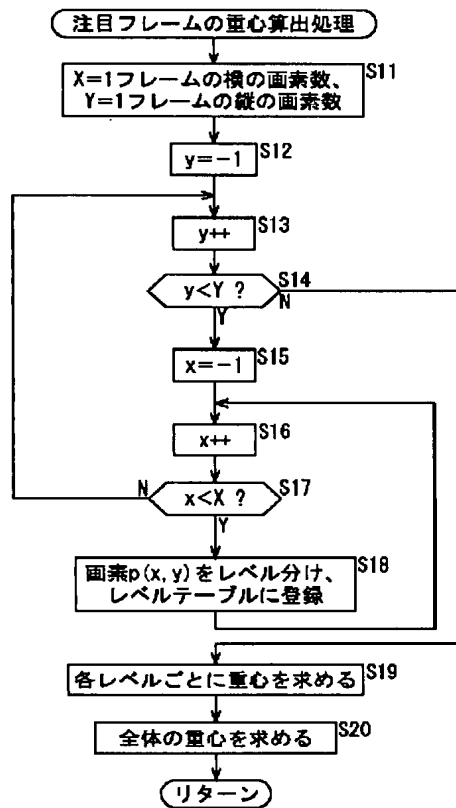 注目フレームの重心算出処理
X=1フレームの横の画素数、
Y=1フレームの縦の画素数
S11
y=-1
S12
y++
S13
y<Y ?
S14
N
Y
x=-1
S15
x++
S16
N
x<X ?
S17
Y
画素p(x,y)をレベル分け、
レベルテーブルに登録
S18
各レベルごとに重心を求める
S19
全体の重心を求める
S20
リターン